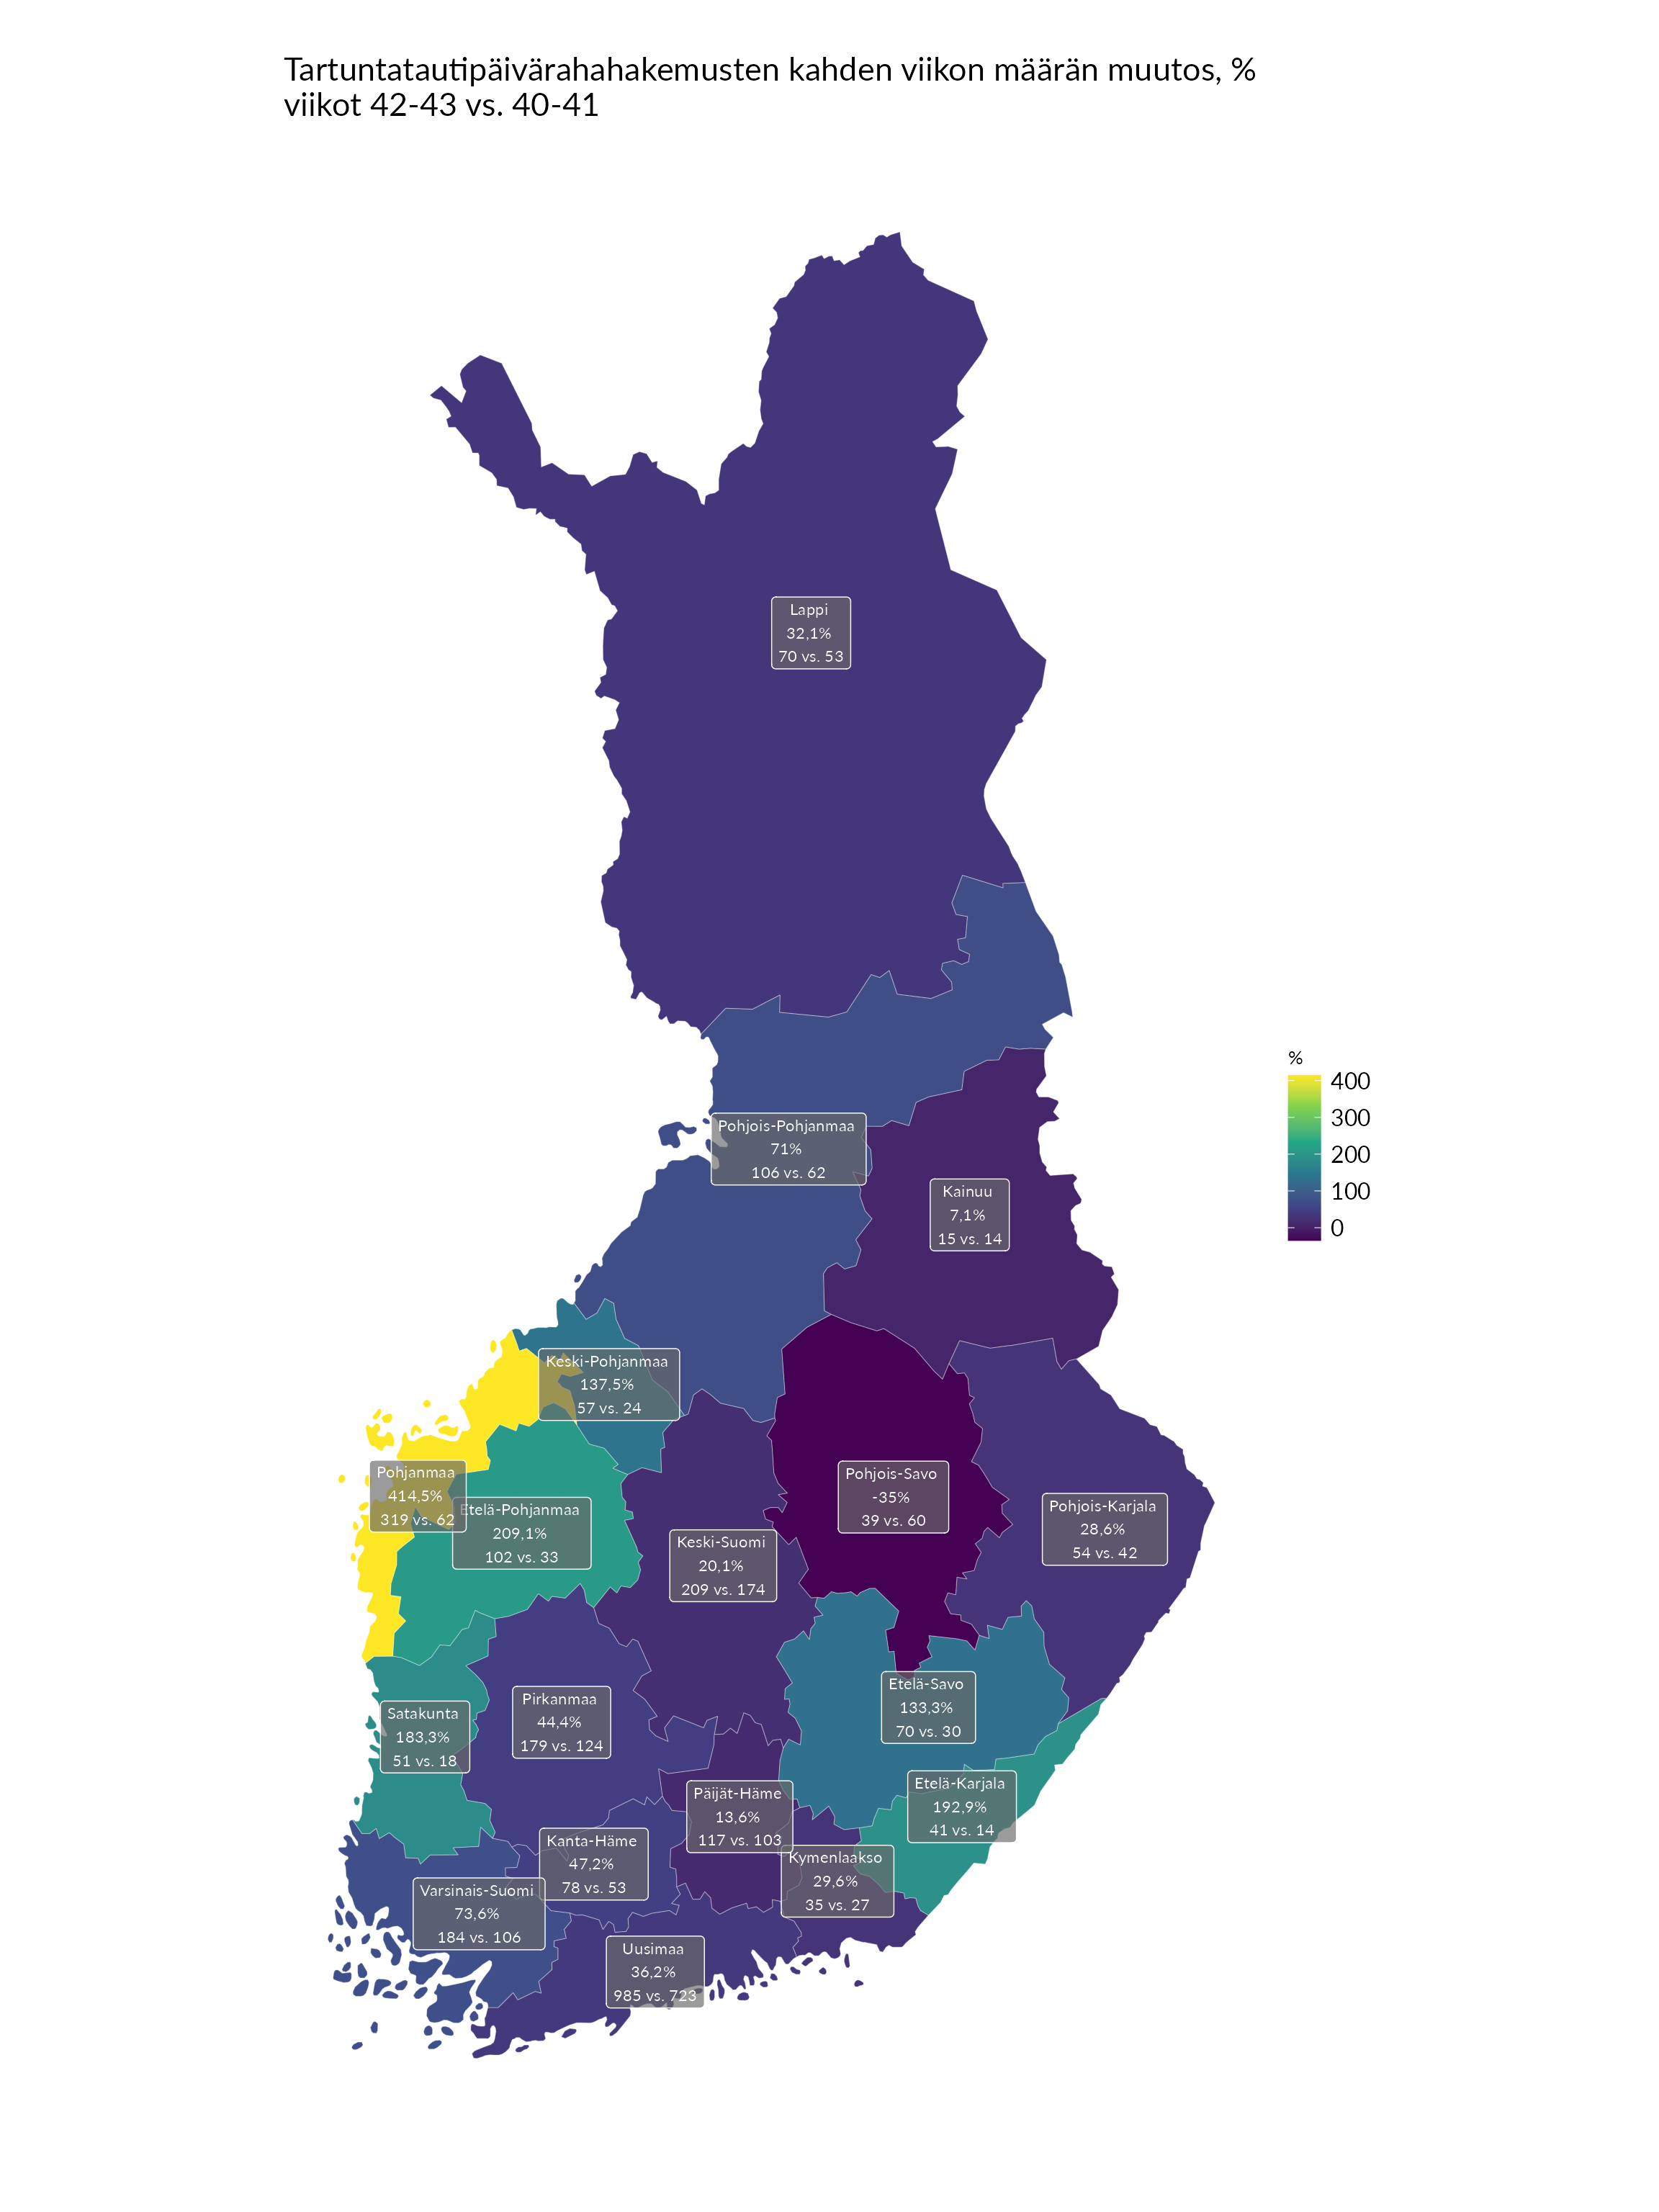 Tartuntatautipäivärahahakemusten kahden viikon määrän muutos, %
viikot 42-43 vs. 40-41
Lappi
32,1%
70 vs. 53
%
400
300
200
100
0
Pohjois-Pohjanmaa
71%
106 vs. 62
Kainuu
7,1%
15 vs. 14
Keski-Pohjanmaa
137,5%
57 vs. 24
Pohjanmaa
414,5%
319 vs. 62
Etelä-Pohjanmaa
209,1%
102 vs. 33
Pohjois-Savo
-35%
39 vs. 60
Pohjois-Karjala
28,6%
54 vs. 42
Keski-Suomi
20,1%
209 vs. 174
Etelä-Savo
133,3%
70 vs. 30
Pirkanmaa
44,4%
179 vs. 124
Satakunta
183,3%
51 vs. 18
Etelä-Karjala
192,9%
41 vs. 14
Päijät-Häme
13,6%
117 vs. 103
Kanta-Häme
47,2%
78 vs. 53
Kymenlaakso
29,6%
35 vs. 27
Varsinais-Suomi
73,6%
184 vs. 106
Uusimaa
36,2%
985 vs. 723